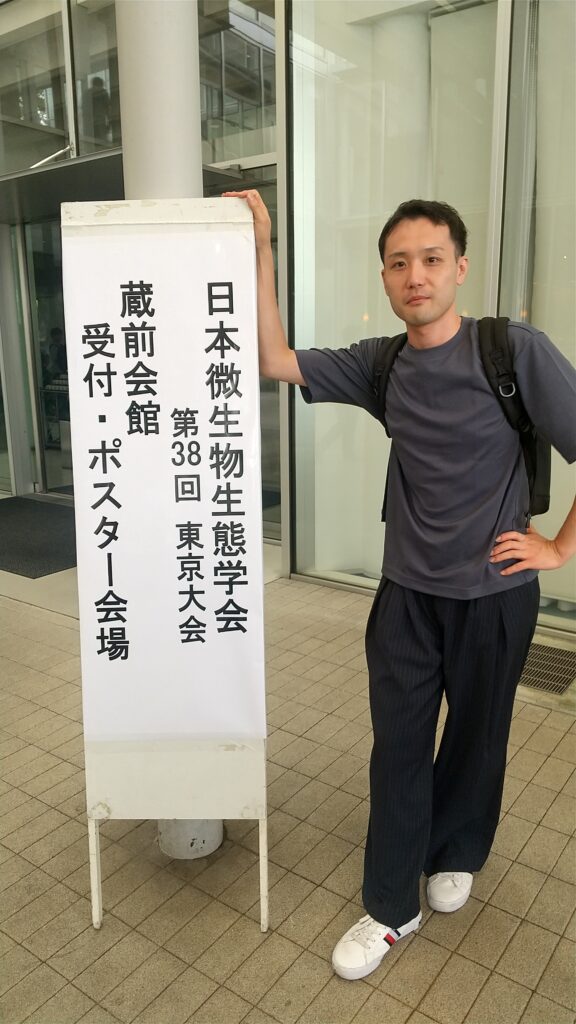 日本微生物生態学会
第38回 東京大会
蔵前会館
受付・ポスター会場